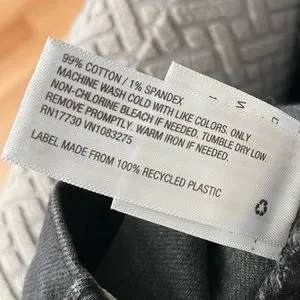 99% COTTON / 1% SPANDEX
MACHINE WASH COLD WITH LIKE COLORS. ONLY
NON-CHLORINE BLEACH IF NEEDED. TUMBLE DRY LOW.
REMOVE PROMPTLY. WARM IRON IF NEEDED.
RN17730 VN1083275
LABEL MADE FROM 100% RECYCLED PLASTIC